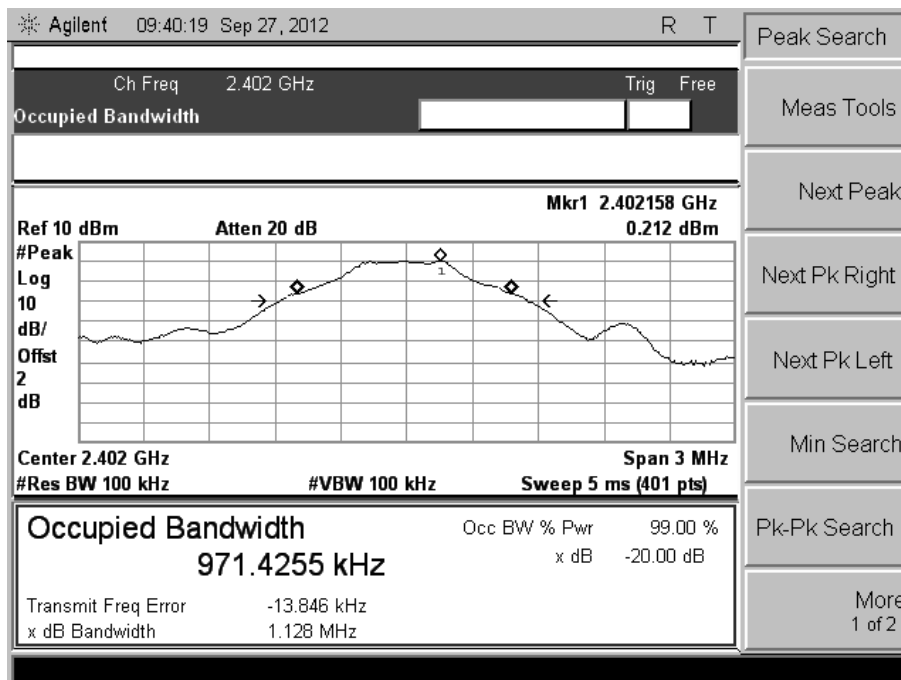 Agilent 09:40:19 Sep 27, 2012 R T
Ch Freq 2.402 GHz Trig Free
Occupied Bandwidth
Mkr1 2.402158 GHz
Ref 10 dBm Atten 20 dB 0.212 dBm
#Peak
Log
10
dB/
Offst
2
dB
1
Center 2.402 GHz Span 3 MHz
#Res BW 100 kHz #VBW 100 kHz Sweep 5 ms (401 pts)
Occupied Bandwidth
971.4255 kHz
Occ BW % Pwr 99.00 %
x dB -20.00 dB
Transmit Freq Error -13.846 kHz
x dB Bandwidth 1.128 MHz
Peak Search
Meas Tools
Next Peak
Next Pk Right
Next Pk Left
Min Search
Pk-Pk Search
More
1 of 2